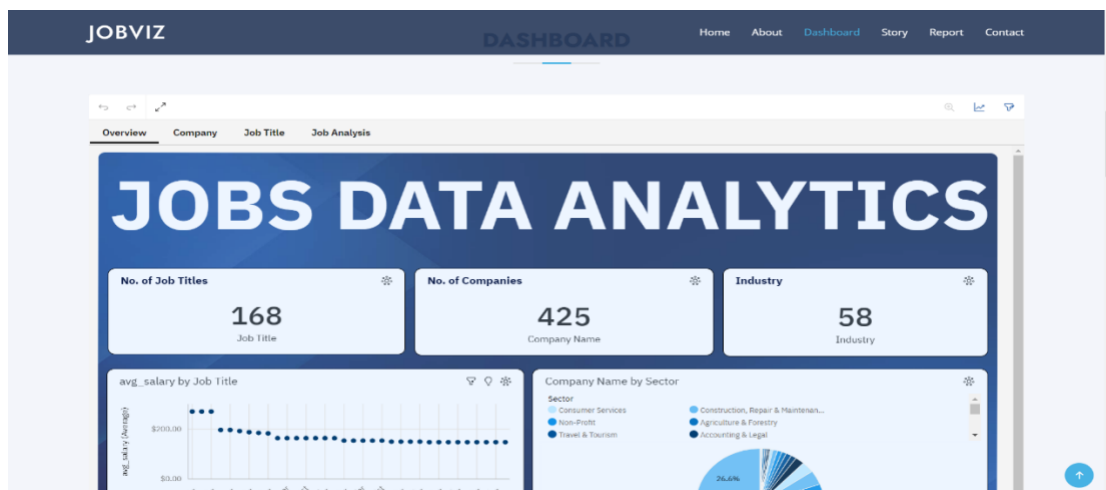 JOBVIZ
DASHBOARD
Home About Dashboard Story Report Contact
Overview Company Job Title Job Analysis
JOBS DATA ANALYTICS
No. of Job Titles
168
Job Title
No. of Companies
425
Company Name
Industry
58
Industry
avg_salary by Job Title
avg_salary (Average)
$200.00
$0.00
Company Name by Sector
Sector
Consumer Services
Construction, Repair & Maintenan...
Non-Profit
Agriculture & Forestry
Travel & Tourism
Accounting & Legal
26.6%